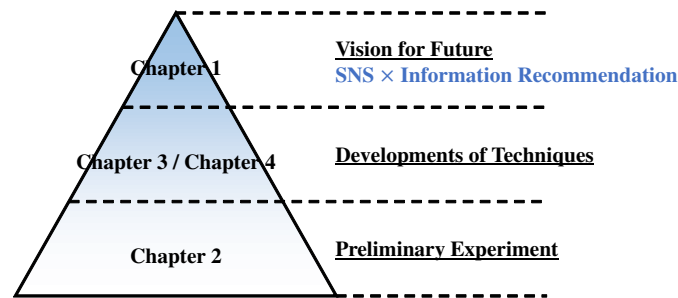 Chapter 1
Vision for Future
SNS × Information Recommendation
Chapter 3 / Chapter 4
Developments of Techniques
Chapter 2
Preliminary Experiment